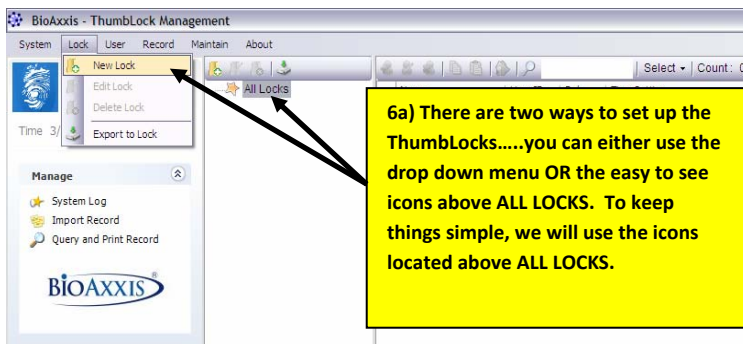 BioAxxis - ThumbLock Management
System Lock User Record Maintain About
New Lock
Edit Lock
Delete Lock
Export to Lock
Select
Count: 0
All Locks
Time 3/
Manage
System Log
Import Record
Query and Print Record
BIOAXXIS®
6a) There are two ways to set up the
ThumbLocks.....you can either use the
drop down menu OR the easy to see
icons above ALL LOCKS. To keep
things simple, we will use the icons
located above ALL LOCKS.